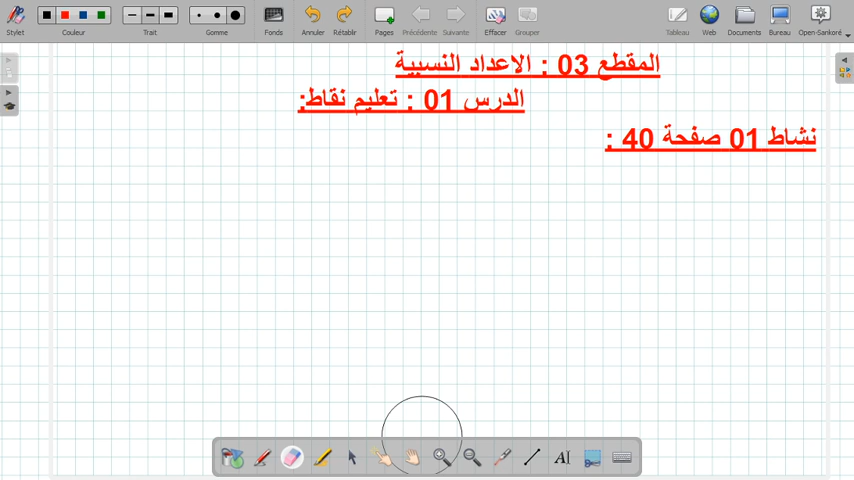 Stylet
Couleur
Trait
Gomme
Fonds
Annuler
Rétablir
Pages
Précédente
Suivante
Effacer
Grouper
Tableau
Web
Documents
Bureau
Open-Sankoré
المقطع 03 : الاعداد النسبية
الدرس 01 : تعليم نقاط:
نشاط 01 صفحة 40 :
AI